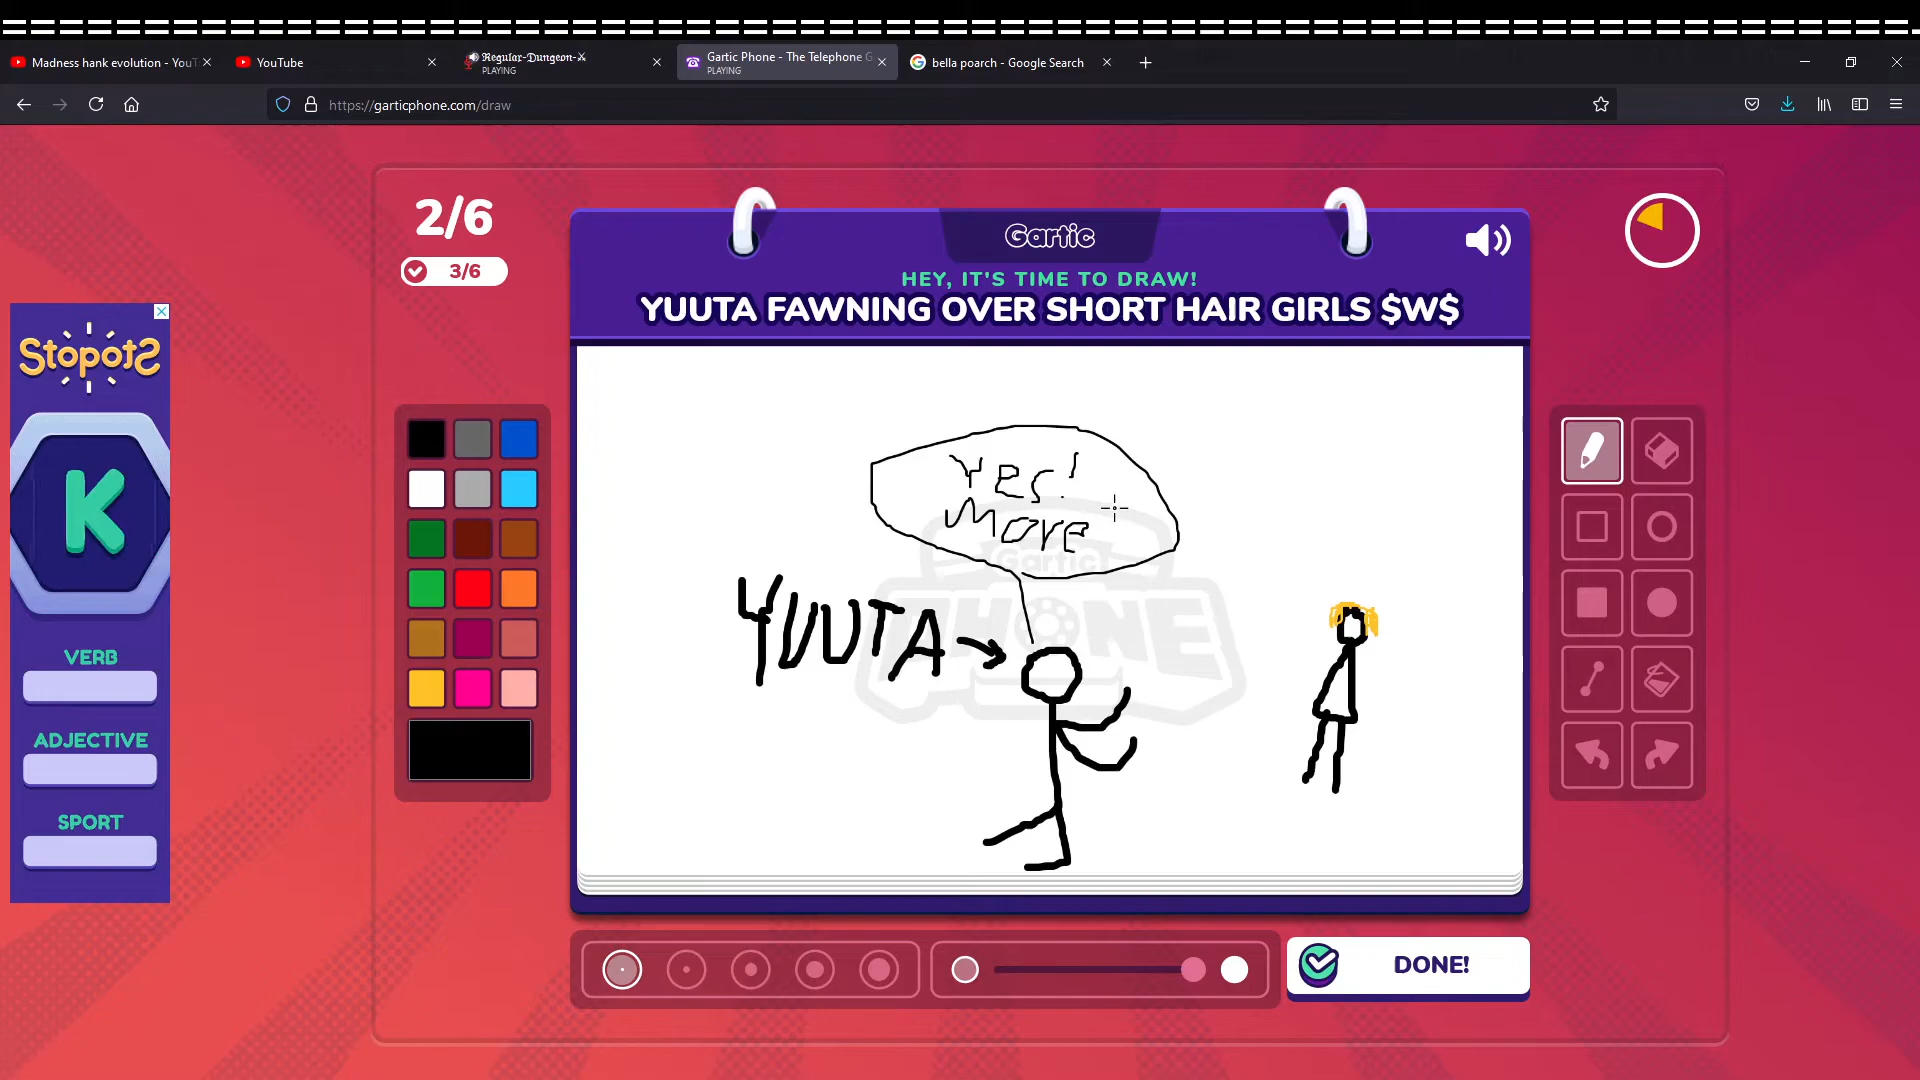 Madness hank evolution - YouT
YouTube
𝕽egular-Dungeon-⚔
PLAYING
Gartic Phone - The Telephone G
PLAYING
bella poarch - Google Search
https://garticphone.com/draw
2/6
3/6
Gartic
HEY, IT'S TIME TO DRAW!
YUUTA FAWNING OVER SHORT HAIR GIRLS $W$
StopotS
K
VERB
ADJECTIVE
SPORT
Yes!
More
Gartic
PHONE
YUUTA
DONE!